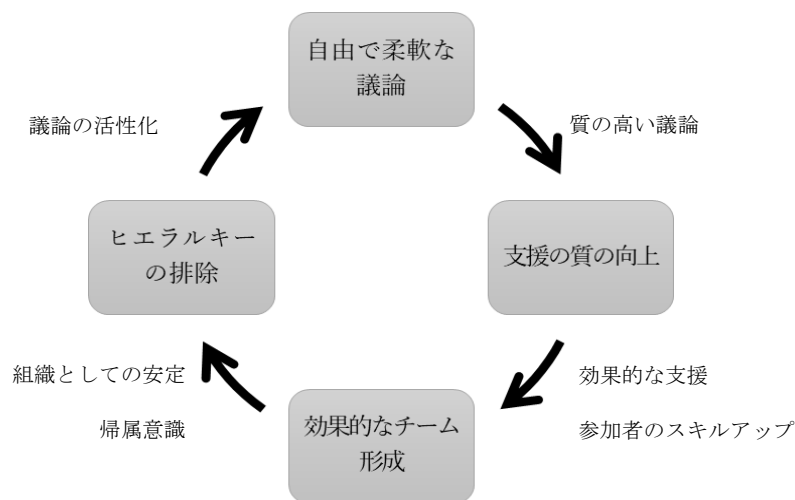 自由で柔軟な
議論
議論の活性化
質の高い議論
ヒエラルキー
の排除
支援の質の向上
組織としての安定
帰属意識
効果的な支援
参加者のスキルアップ
効果的なチーム
形成